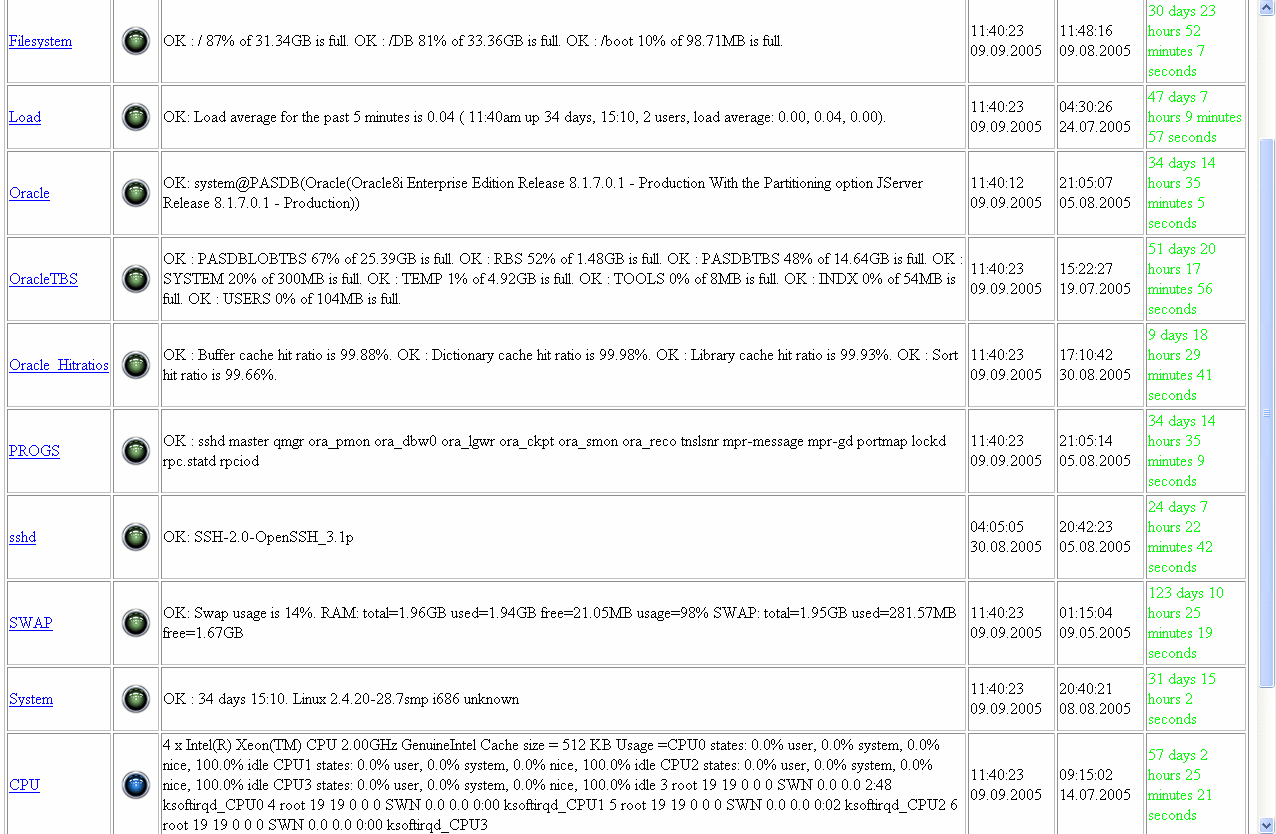 Filesystem
OK : / 87% of 31.34GB is full. OK : /DB 81% of 33.36GB is full. OK : /boot 10% of 98.71MB is full.
11:40:23
09.09.2005
11:48:16
09.08.2005
30 days 23
hours 52
minutes 7
seconds
Load
OK: Load average for the past 5 minutes is 0.04 ( 11:40am up 34 days, 15:10, 2 users, load average: 0.00, 0.04, 0.00).
11:40:23
09.09.2005
04:30:26
24.07.2005
47 days 7
hours 9 minutes
57 seconds
Oracle
OK: system@PASDB(Oracle(Oracle8i Enterprise Edition Release 8.1.7.0.1 - Production With the Partitioning option JServer
Release 8.1.7.0.1 - Production))
11:40:12
09.09.2005
21:05:07
05.08.2005
34 days 14
hours 35
minutes 5
seconds
OracleTBS
OK : PASDBLOBTBS 67% of 25.39GB is full. OK : RBS 52% of 1.48GB is full. OK : PASDBTBS 48% of 14.64GB is full. OK :
SYSTEM 20% of 300MB is full. OK : TEMP 1% of 4.92GB is full. OK : TOOLS 0% of 8MB is full. OK : INDX 0% of 54MB is
full. OK : USERS 0% of 104MB is full.
11:40:23
09.09.2005
15:22:27
19.07.2005
51 days 20
hours 17
minutes 56
seconds
Oracle_Hitratios
OK : Buffer cache hit ratio is 99.88%. OK : Dictionary cache hit ratio is 99.98%. OK : Library cache hit ratio is 99.93%. OK : Sort
hit ratio is 99.66%.
11:40:23
09.09.2005
17:10:42
30.08.2005
9 days 18
hours 29
minutes 41
seconds
PROGS
OK : sshd master qmgr ora_pmon ora_dbw0 ora_lgwr ora_ckpt ora_smon ora_reco tnslsnr mpr-message mpr-gd portmap lockd
rpc.statd rpciod
11:40:23
09.09.2005
21:05:14
05.08.2005
34 days 14
hours 35
minutes 9
seconds
sshd
OK: SSH-2.0-OpenSSH_3.1p
04:05:05
30.08.2005
20:42:23
05.08.2005
24 days 7
hours 22
minutes 42
seconds
SWAP
OK: Swap usage is 14%. RAM: total=1.96GB used=1.94GB free=21.05MB usage=98% SWAP: total=1.95GB used=281.57MB
free=1.67GB
11:40:23
09.09.2005
01:15:04
09.05.2005
123 days 10
hours 25
minutes 19
seconds
System
OK : 34 days 15:10. Linux 2.4.20-28.7smp i686 unknown
11:40:23
09.09.2005
20:40:21
08.08.2005
31 days 15
hours 2
seconds
CPU
4 x Intel(R) Xeon(TM) CPU 2.00GHz GenuineIntel Cache size = 512 KB Usage =CPU0 states: 0.0% user, 0.0% system, 0.0%
nice, 100.0% idle CPU1 states: 0.0% user, 0.0% system, 0.0% nice, 100.0% idle CPU2 states: 0.0% user, 0.0% system, 0.0%
nice, 100.0% idle CPU3 states: 0.0% user, 0.0% system, 0.0% nice, 100.0% idle 3 root 19 19 0 0 0 SWN 0.0 0.0 2:48
ksoftirqd_CPU0 4 root 19 19 0 0 0 SWN 0.0 0.0 0:00 ksoftirqd_CPU1 5 root 19 19 0 0 0 SWN 0.0 0.0 0:02 ksoftirqd_CPU2 6
root 19 19 0 0 0 SWN 0.0 0.0 0:00 ksoftirqd_CPU3
11:40:23
09.09.2005
09:15:02
14.07.2005
57 days 2
hours 25
minutes 21
seconds